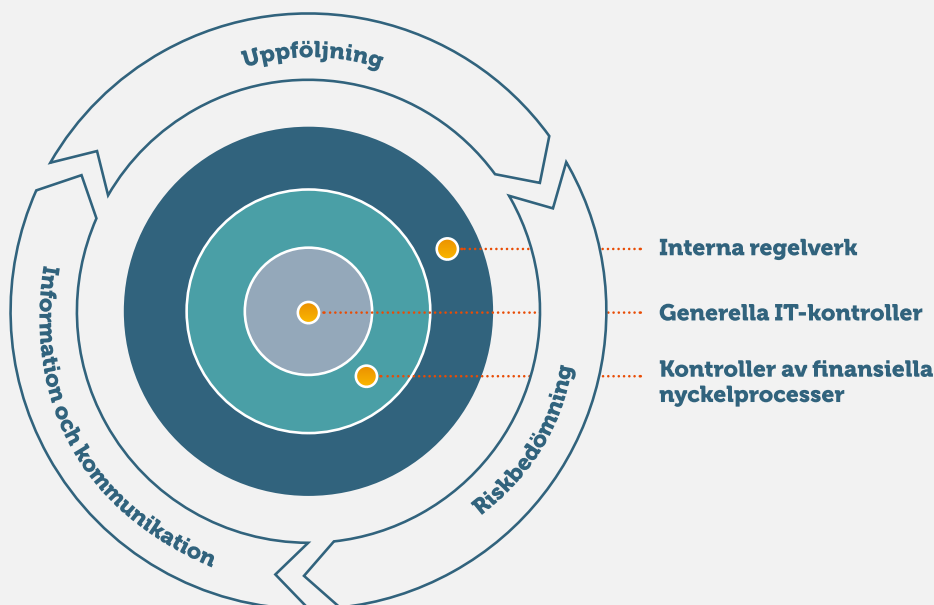 Uppföljning
Interna regelverk
Generella IT-kontroller
Kontroller av finansiella
nyckelprocesser
Riskbedömning
Information och kommunikation